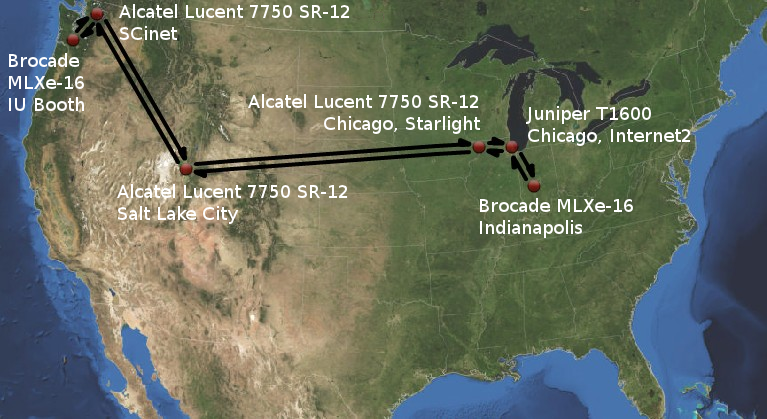 Alcatel Lucent 7750 SR-12
SCinet
Brocade
MLXe-16
IU Booth
Alcatel Lucent 7750 SR-12
Chicago, Starlight
Juniper T1600
Chicago, Internet2
Alcatel Lucent 7750 SR-12
Salt Lake City
Brocade MLXe-16
Indianapolis